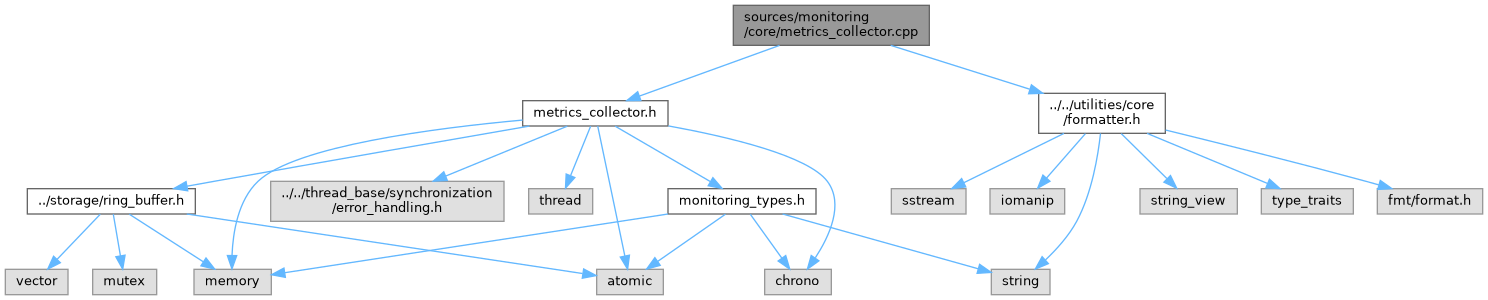 sources/monitoring
/core/metrics_collector.cpp
metrics_collector.h
../../utilities/core
/formatter.h
../storage/ring_buffer.h
../../thread_base/synchronization
/error_handling.h
thread
monitoring_types.h
sstream
iomanip
string_view
type_traits
fmt/format.h
vector
mutex
memory
atomic
chrono
string